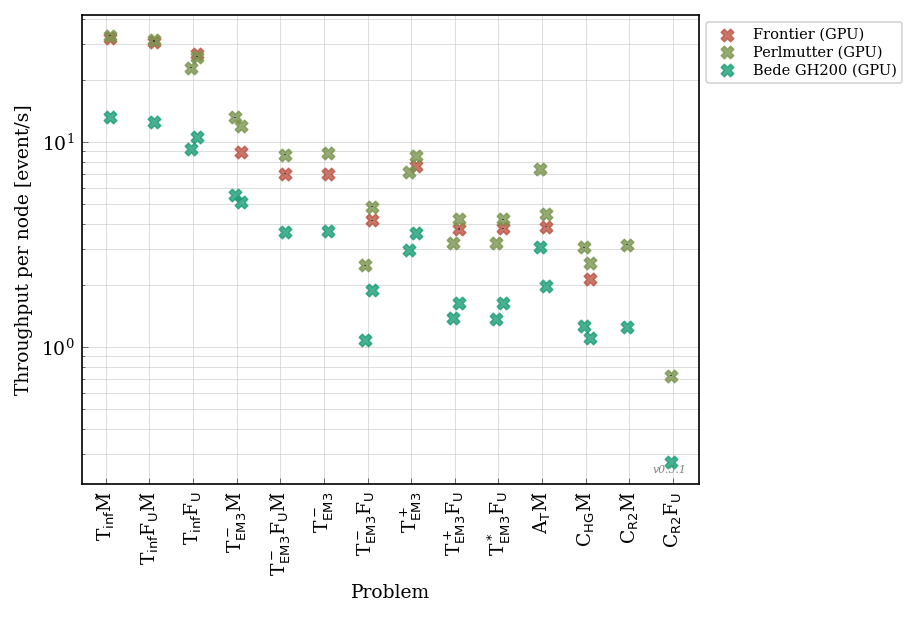 Frontier (GPU)
Perlmutter (GPU)
Bede GH200 (GPU)
Throughput per node [event/s]
10¹
10⁰
T_inf M
T_inf F_U M
T_inf F_U
T⁻_EM3 M
T⁻_EM3 F_U M
T⁻_EM3
T⁻_EM3 F_U
T⁺_EM3
T⁺_EM3 F_U
T*_EM3 F_U
A_T M
C_HG M
C_R2 M
C_R2 F_U
Problem